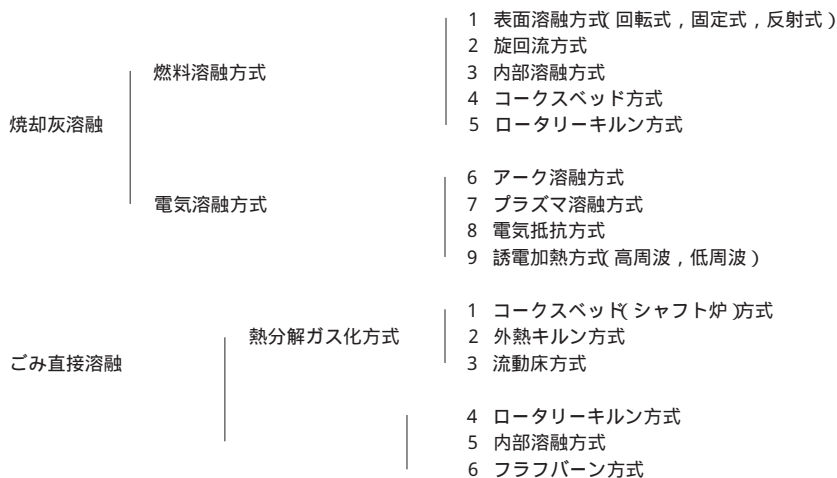 1 表面溶融方式(回転式，固定式，反射式)
2 旋回流方式
燃料溶融方式
3 内部溶融方式
4 コークスベッド方式
焼却灰溶融
5 ロータリーキルン方式
6 アーク溶融方式
電気溶融方式
7 プラズマ溶融方式
8 電気抵抗方式
9 誘電加熱方式(高周波，低周波)
1 コークスベッド(シャフト炉)方式
熱分解ガス化方式
2 外熱キルン方式
ごみ直接溶融
3 流動床方式
4 ロータリーキルン方式
5 内部溶融方式
6 フラフバーン方式